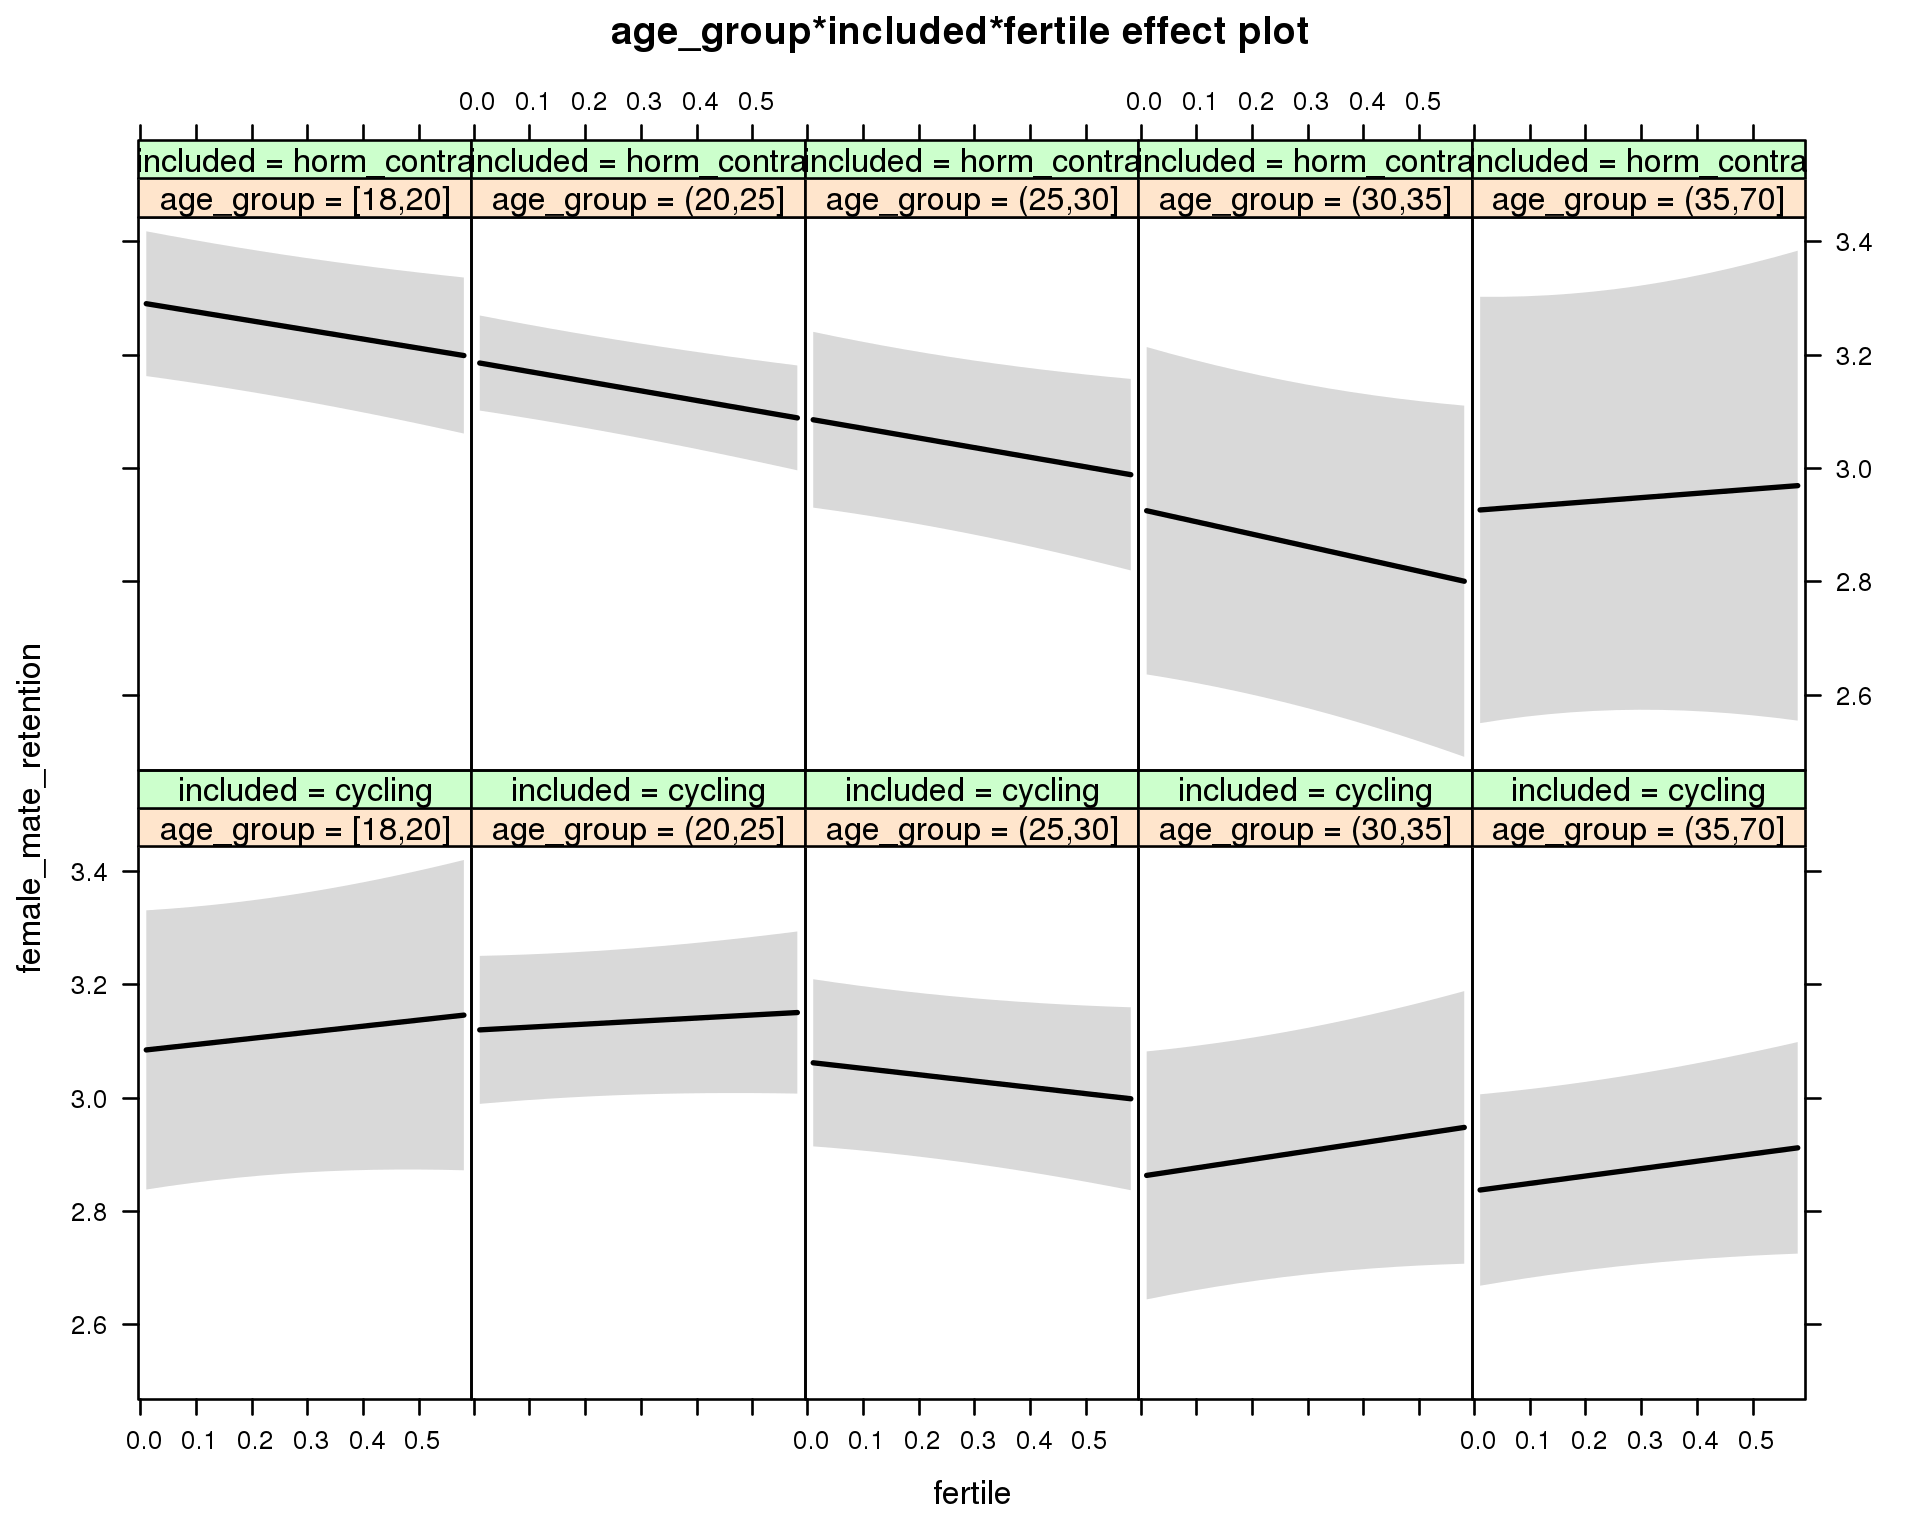 age_group*included*fertile effect plot
0.0 0.1 0.2 0.3 0.4 0.5 0.0 0.1 0.2 0.3 0.4 0.5
included = horm_contra included = horm_contra included = horm_contra included = horm_contra included = horm_contra
age_group = [18,20] age_group = (20,25] age_group = (25,30] age_group = (30,35] age_group = (35,70]
3.4
3.2
3.0
2.8
2.6
included = cycling included = cycling included = cycling included = cycling included = cycling
age_group = [18,20] age_group = (20,25] age_group = (25,30] age_group = (30,35] age_group = (35,70]
female_mate_retention
3.4
3.2
3.0
2.8
2.6
0.0 0.1 0.2 0.3 0.4 0.5 0.0 0.1 0.2 0.3 0.4 0.5 0.0 0.1 0.2 0.3 0.4 0.5
fertile